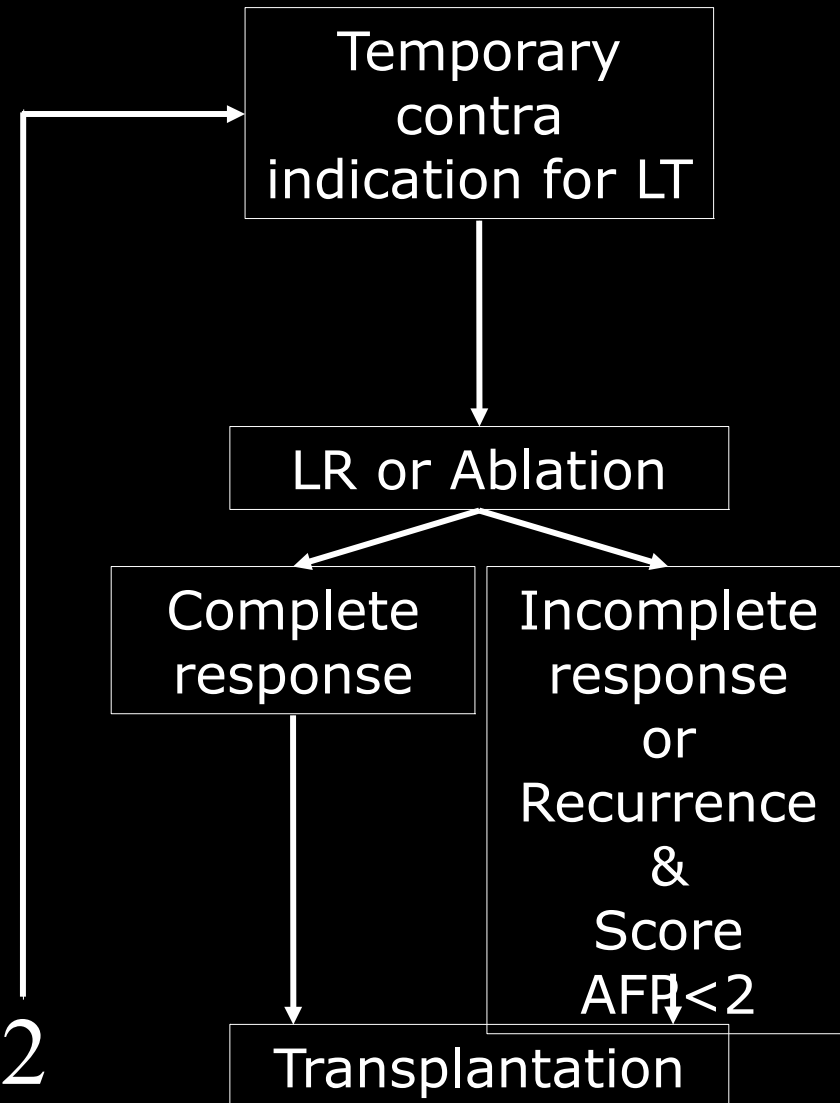 Temporary
contra
indication for LT
LR or Ablation
Complete
response
Incomplete
response
or
Recurrence
&
Score
AFP<2
2
Transplantation